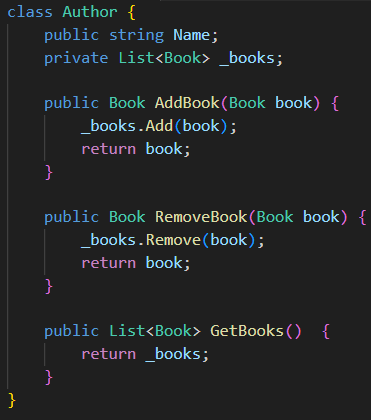 class Author {
    public string Name;
    private List<Book> _books;

    public Book AddBook(Book book) {
        _books.Add(book);
        return book;
    }

    public Book RemoveBook(Book book) {
        _books.Remove(book);
        return book;
    }

    public List<Book> GetBooks()  {
        return _books;
    }
}